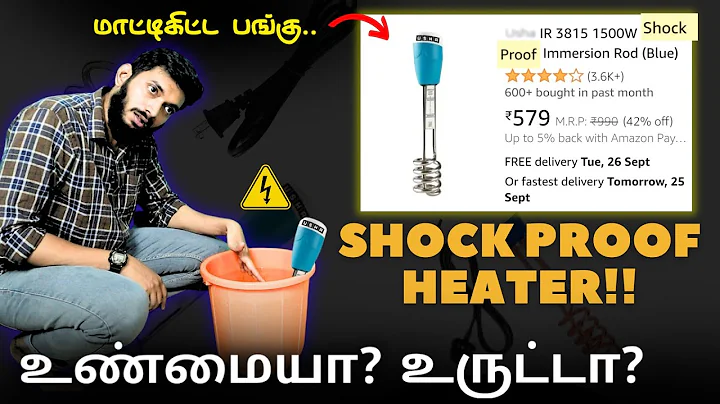 மாட்டிகிட்ட பங்கு..
IR 3815 1500W Shock
Proof Immersion Rod (Blue)
(3.6K+)
600+ bought in past month
₹579 M.R.P.: ₹990 (42% off)
Up to 5% back with Amazon Pay...
FREE delivery Tue, 26 Sept
Or fastest delivery Tomorrow, 25
Sept
USHA
USHA
SHOCK PROOF
HEATER!!
உண்மையா? உருட்டா?